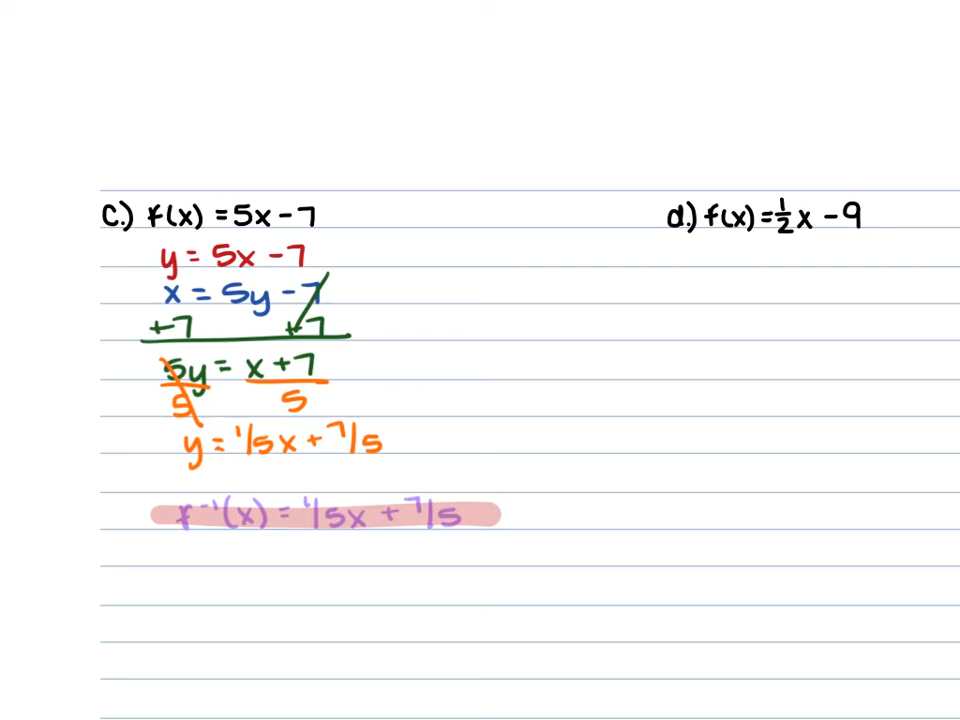 c.) f(x) = 5x - 7
y = 5x - 7
x = 5y - 7
+7 +7
5y = x + 7
5 5
y = 1/5x + 7/5
f⁻¹(x) = 1/5x + 7/5
d.) f(x) = ½x - 9